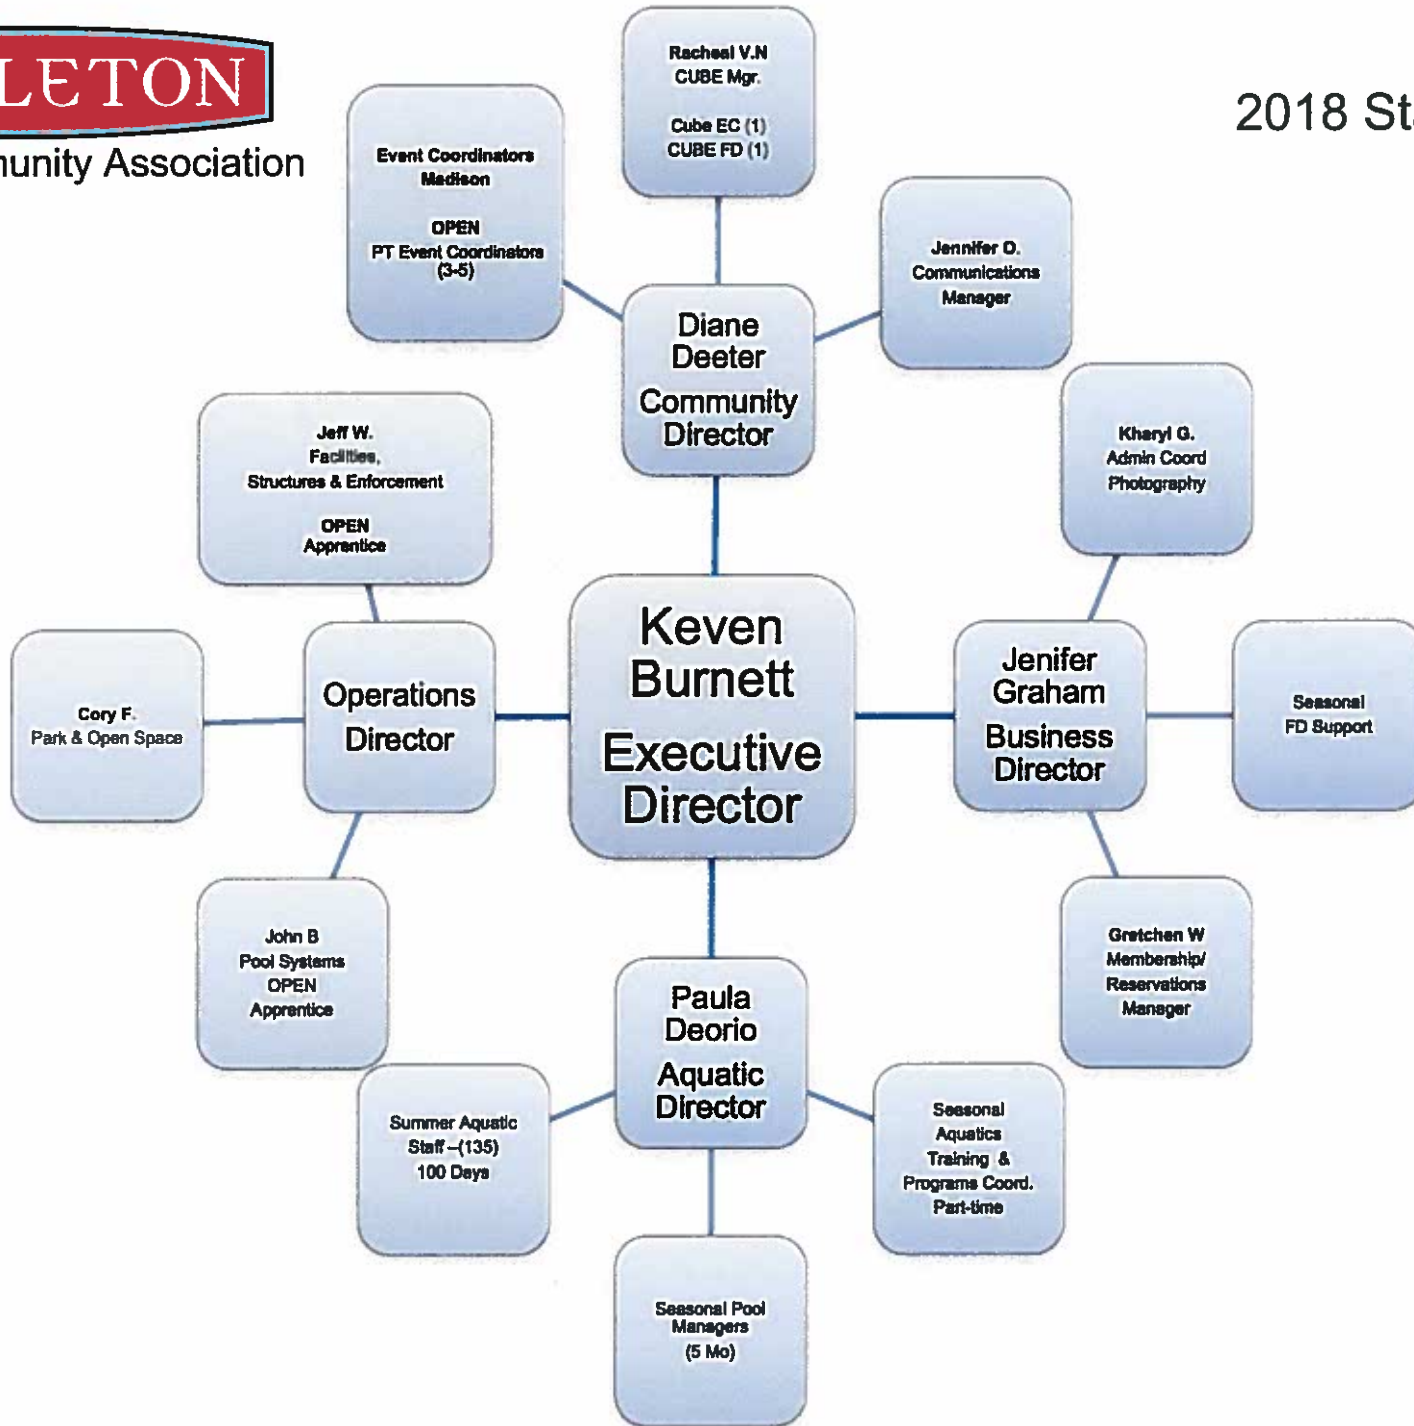 LETON
munity Association
2018 Sta
Racheal V.N
CUBE Mgr.
Cube EC (1)
CUBE FD (1)
Event Coordinators
Madison
OPEN
PT Event Coordinators
(3-5)
Jennifer O.
Communications
Manager
Diane
Deeter
Community
Director
Jeff W.
Facilities,
Structures & Enforcement
OPEN
Apprentice
Kharyl G.
Admin Coord
Photography
Keven
Burnett
Executive
Director
Operations
Director
Cory F.
Park & Open Space
Jenifer
Graham
Business
Director
Seasonal
FD Support
John B
Pool Systems
OPEN
Apprentice
Gretchen W
Membership/
Reservations
Manager
Paula
Deorio
Aquatic
Director
Summer Aquatic
Staff –(135)
100 Days
Seasonal
Aquatics
Training &
Programs Coord.
Part-time
Seasonal Pool
Managers
(5 Mo)